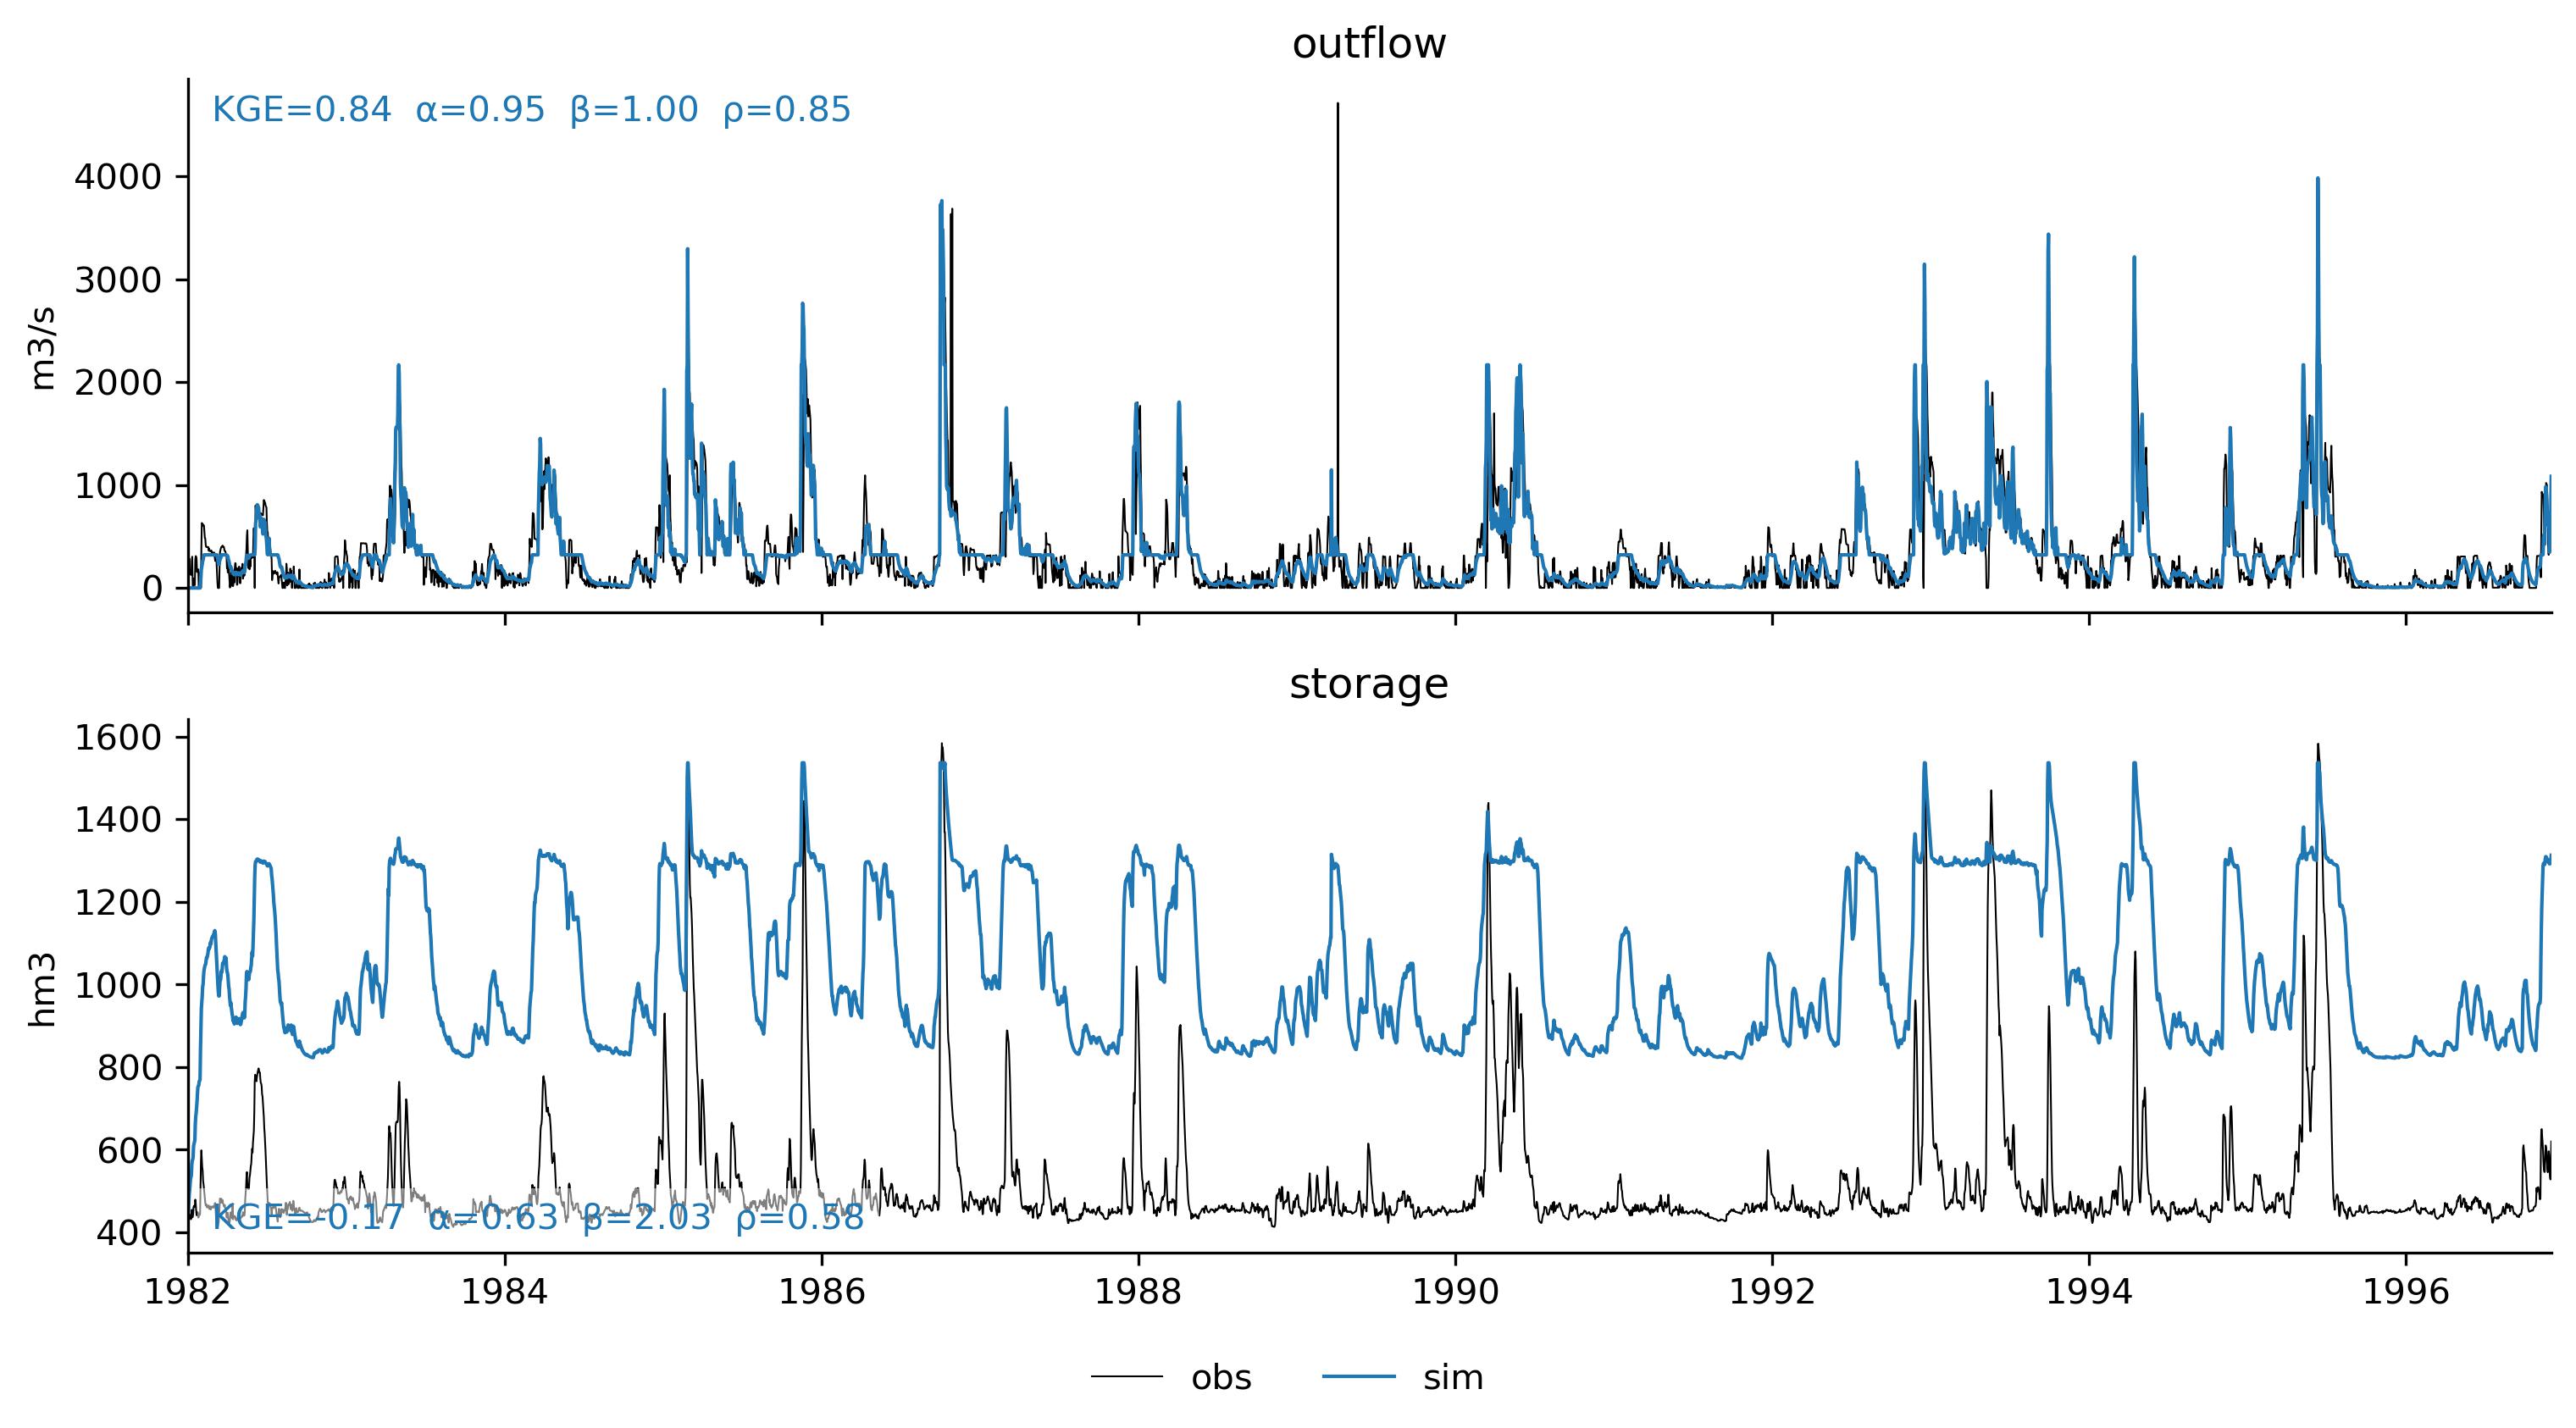 outflow
KGE=0.84 α=0.95 β=1.00 ρ=0.85
m3/s
4000
3000
2000
1000
0
storage
hm3
1600
1400
1200
1000
800
600
400
KGE=-0.17 α=0.63 β=2.03 ρ=0.58
1982 1984 1986 1988 1990 1992 1994 1996
obs sim